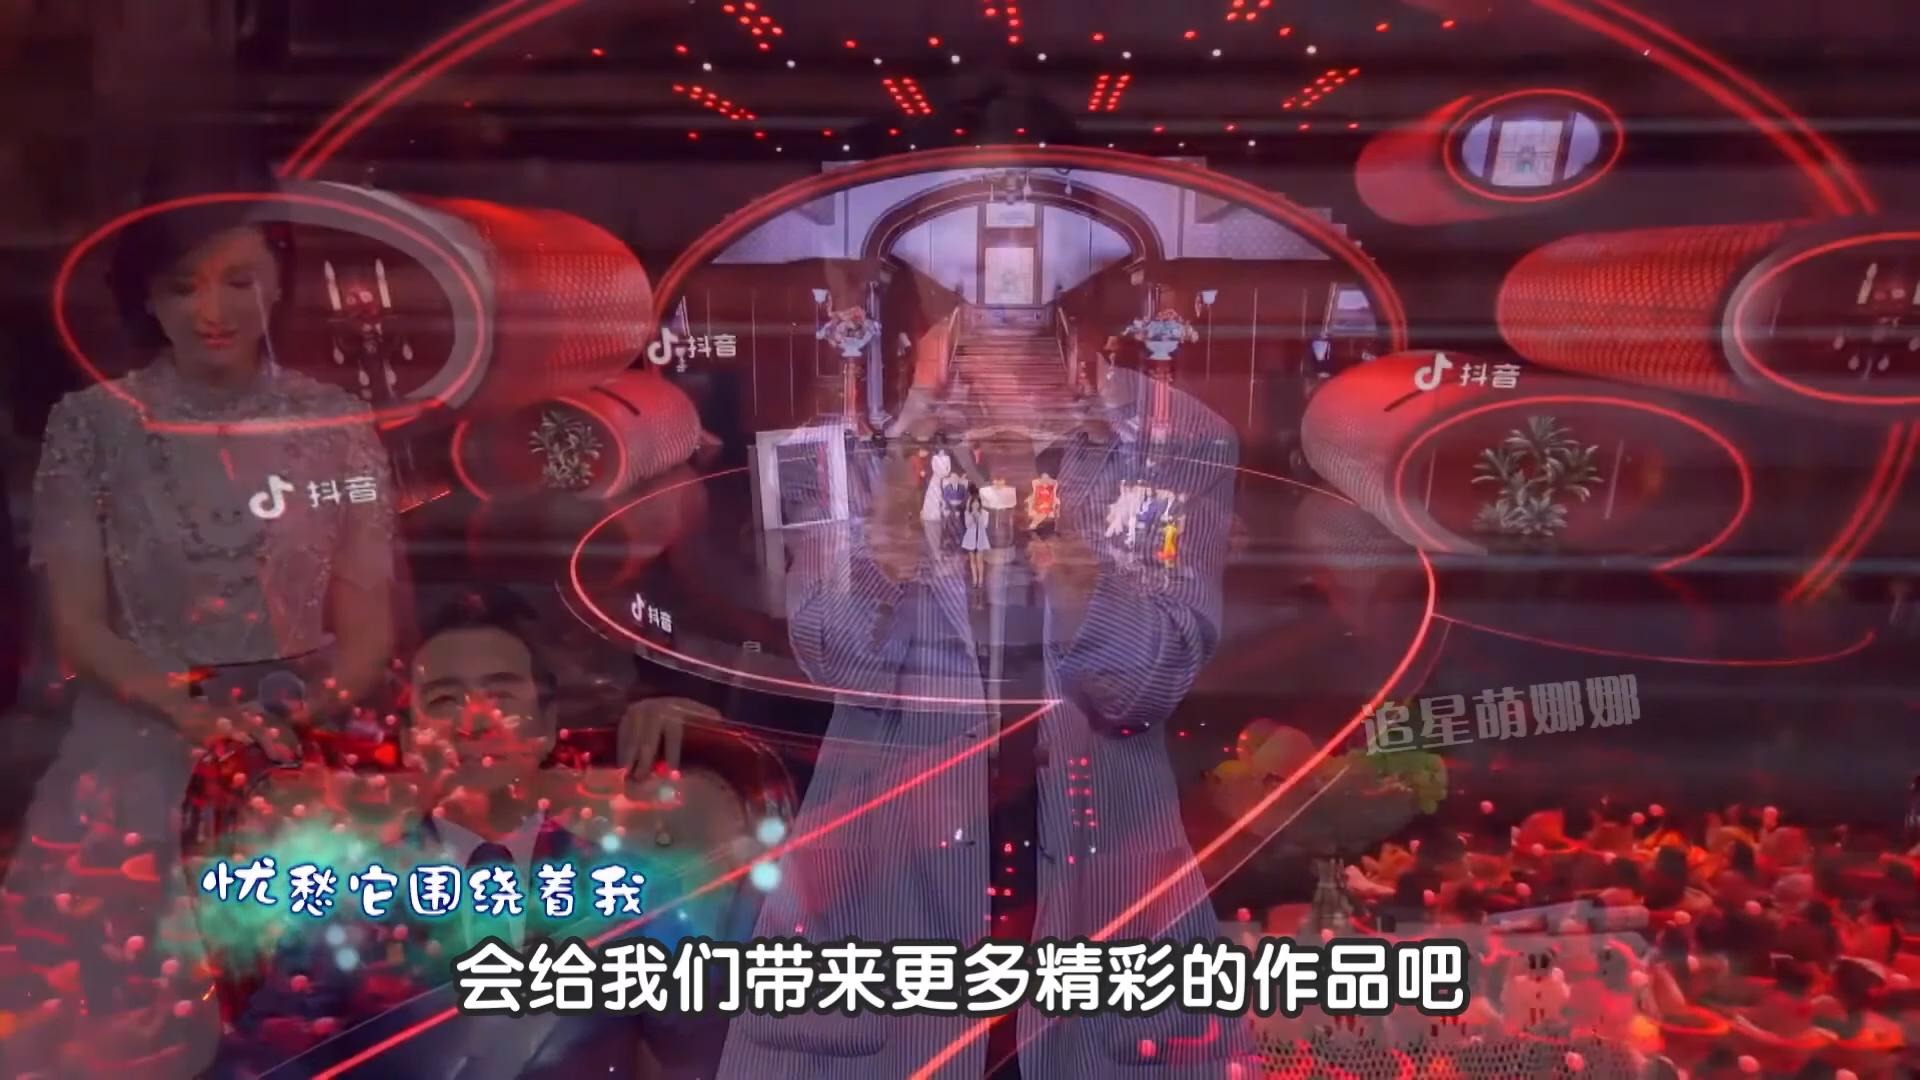 抖音
抖音
抖音
抖音
追星萌娜娜
忧愁它围绕着我
会给我们带来更多精彩的作品吧